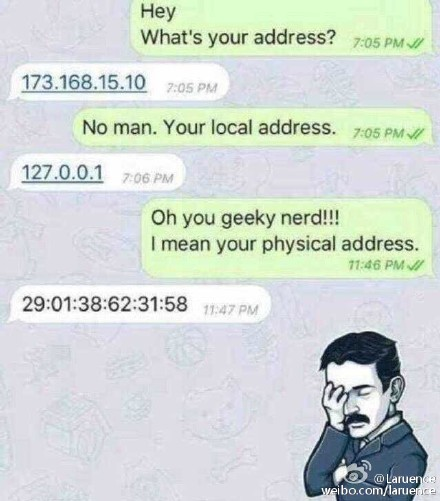 Hey
What's your address? 7:05 PM
173.168.15.10 7:05 PM
No man. Your local address. 7:05 PM
127.0.0.1 7:06 PM
Oh you geeky nerd!!!
I mean your physical address.
11:46 PM
29:01:38:62:31:58 11:47 PM
@Laruence
weibo.com/laruence